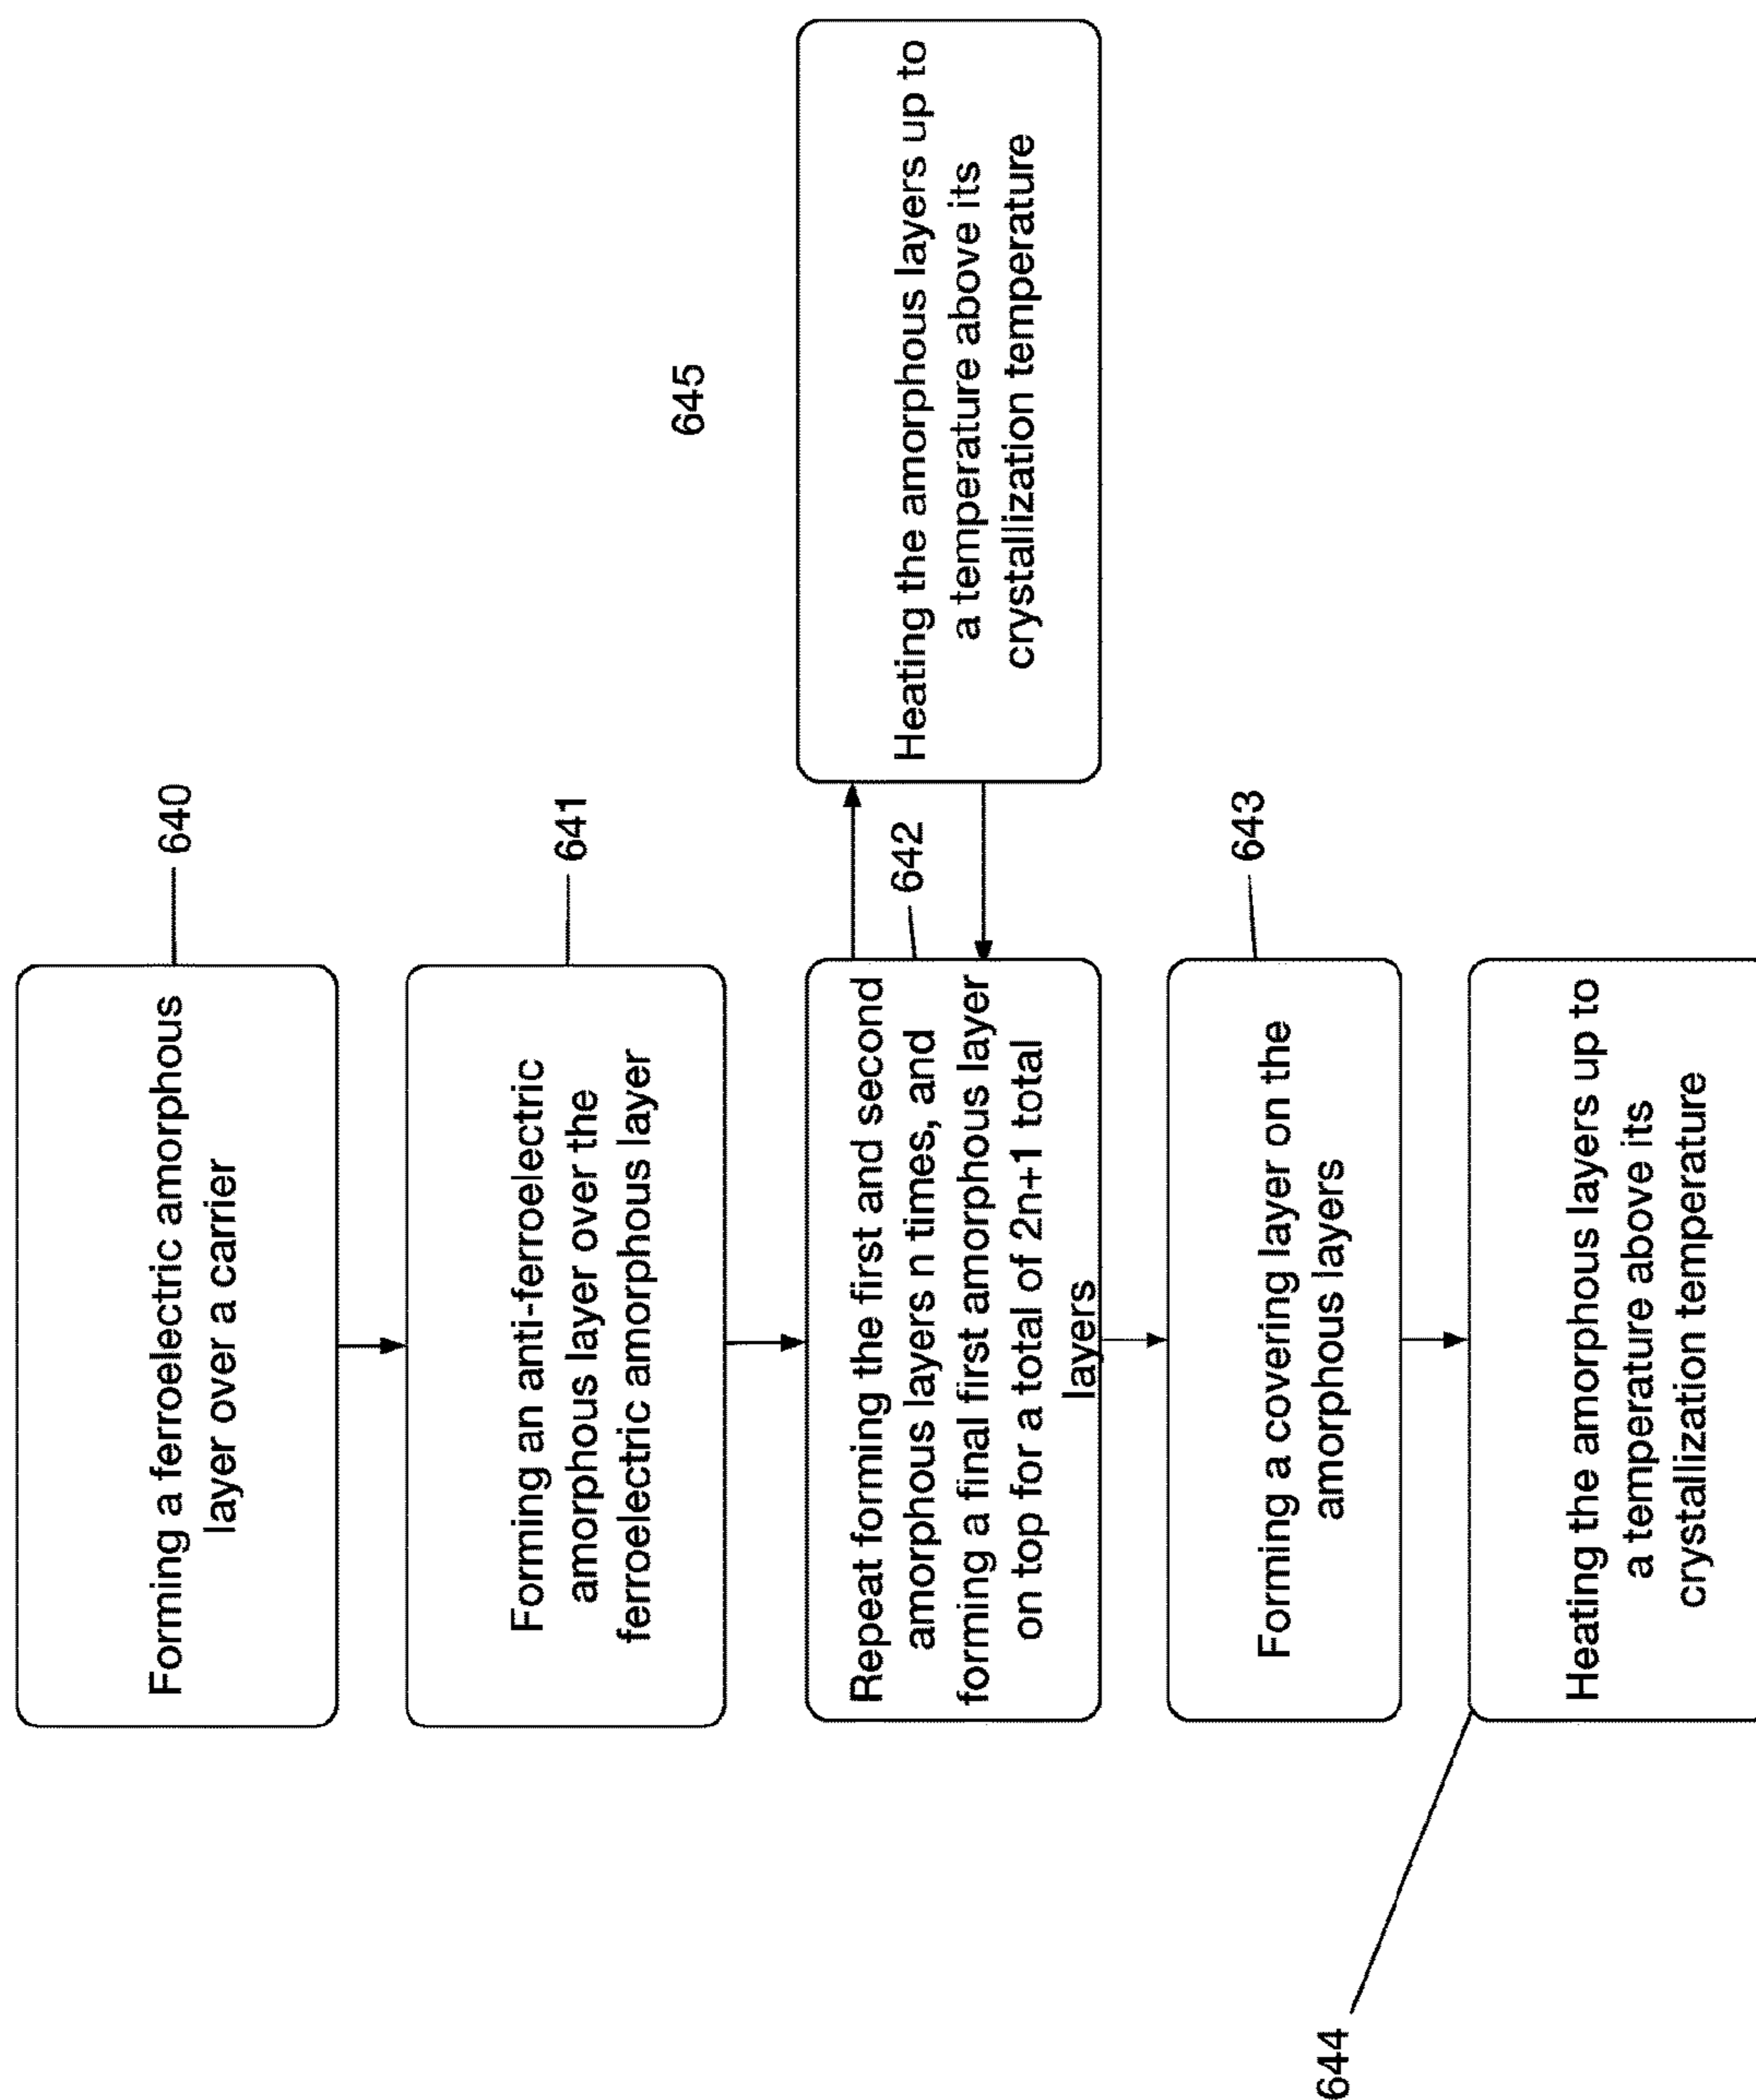 Forming a ferroelectric amorphous
layer over a carrier
640
Forming an anti-ferroelectric
amorphous layer over the
ferroelectric amorphous layer
641
Repeat forming the first and second
amorphous layers n times, and
forming a final first amorphous layer
on top for a total of 2n+1 total
layers
642
645
Heating the amorphous layers up to
a temperature above its
crystallization temperature
Forming a covering layer on the
amorphous layers
643
Heating the amorphous layers up to
a temperature above its
crystallization temperature
644